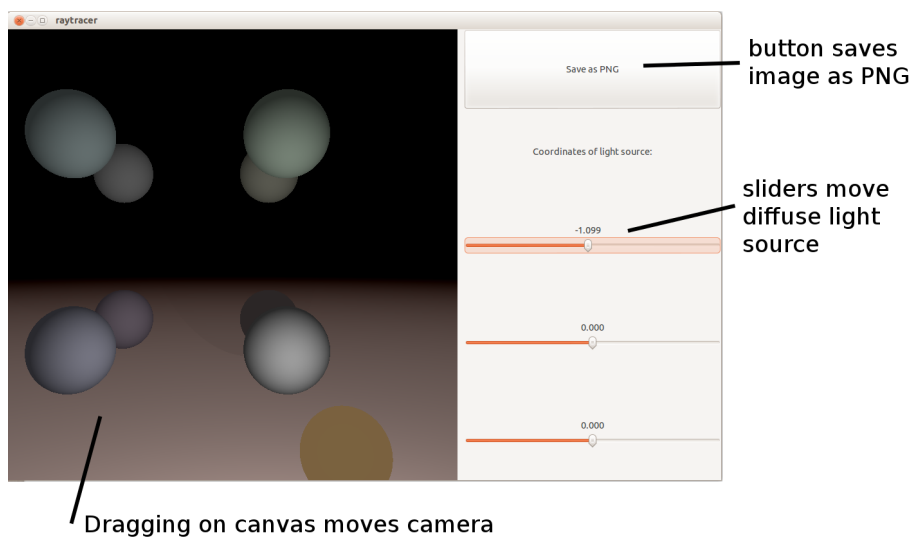 raytracer
Save as PNG
button saves
image as PNG
Coordinates of light source:
sliders move
diffuse light
source
-1.099
0.000
0.000
Dragging on canvas moves camera